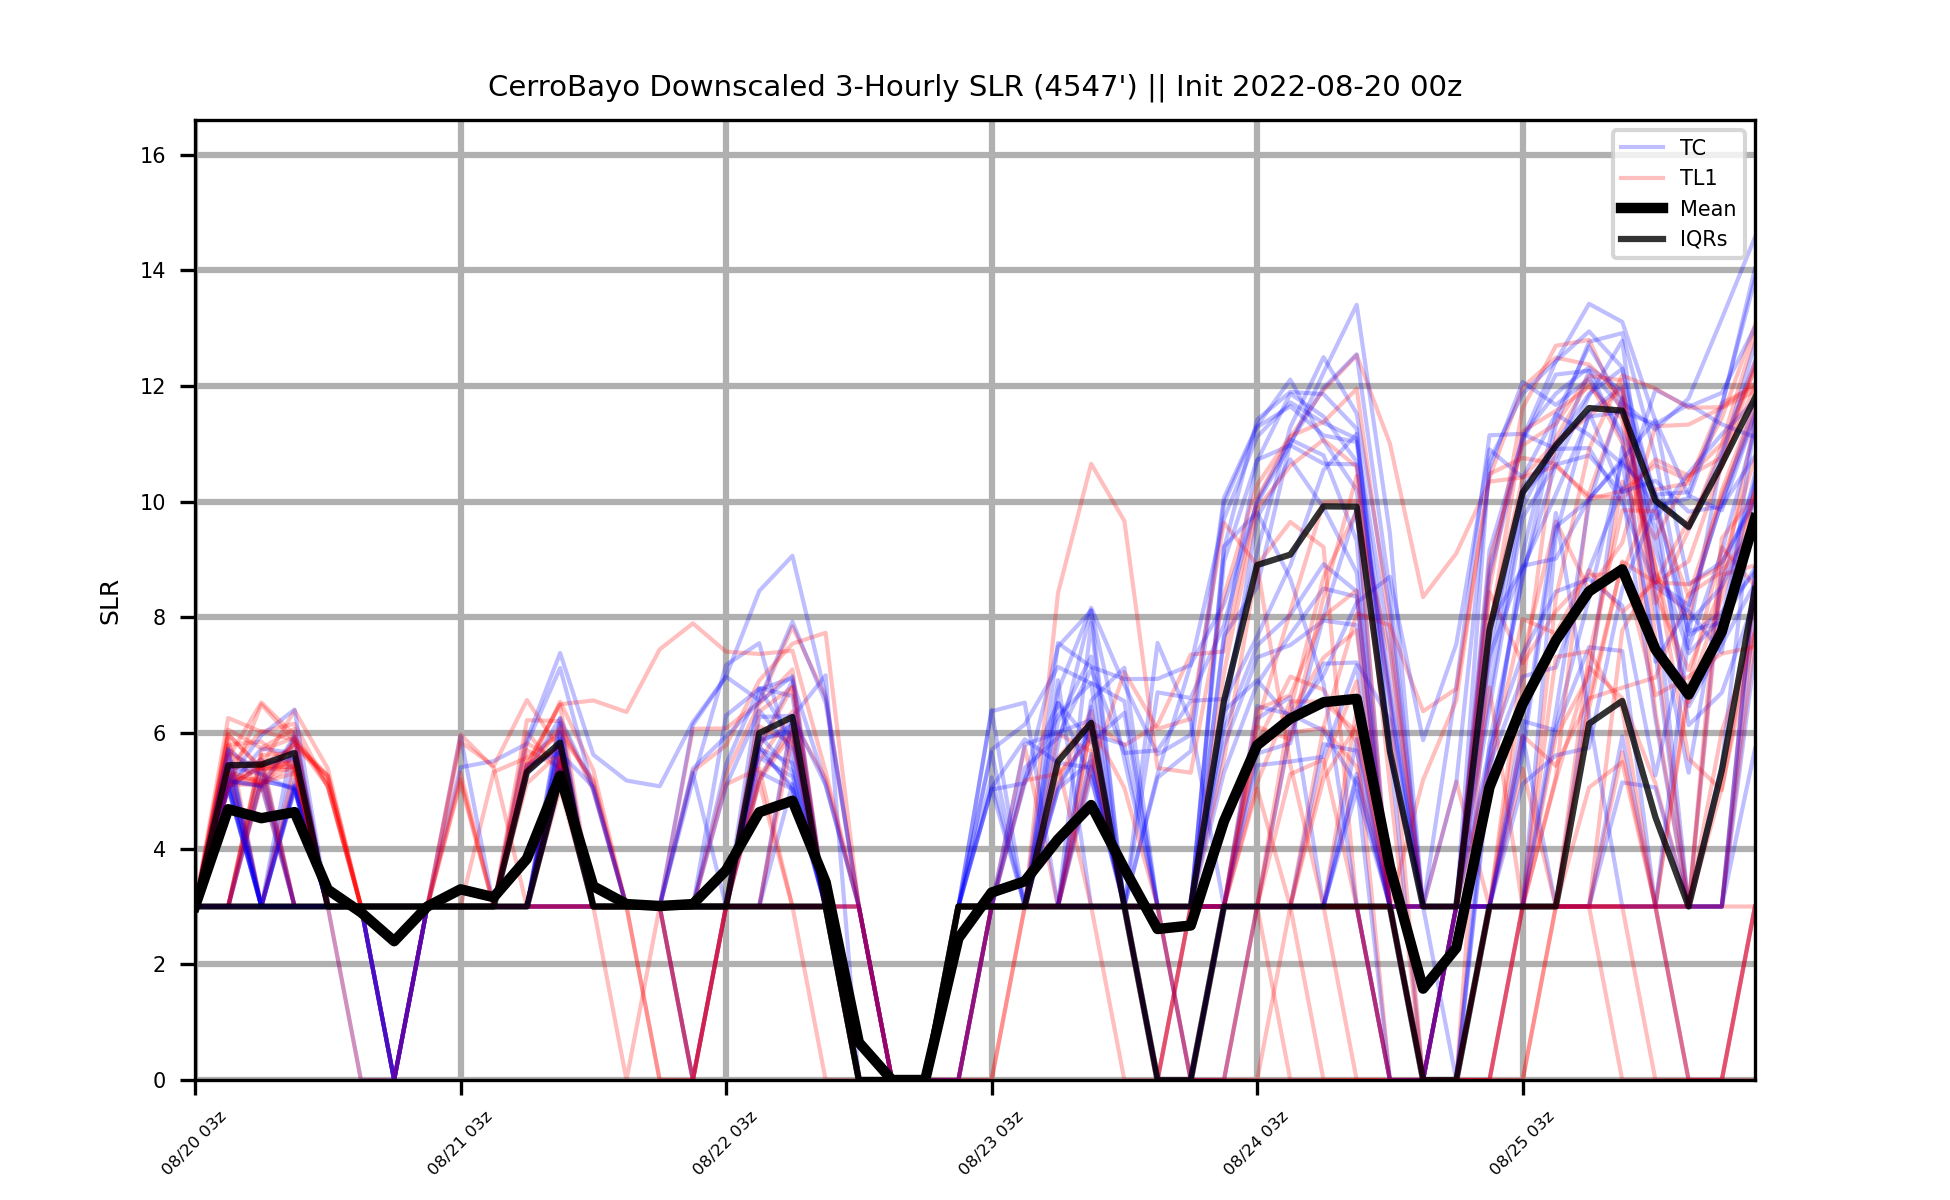 CerroBayo Downscaled 3-Hourly SLR (4547') || Init 2022-08-20 00z
TC
TL1
Mean
IQRs
SLR
16
14
12
10
8
6
4
2
0
08/20 03z
08/21 03z
08/22 03z
08/23 03z
08/24 03z
08/25 03z